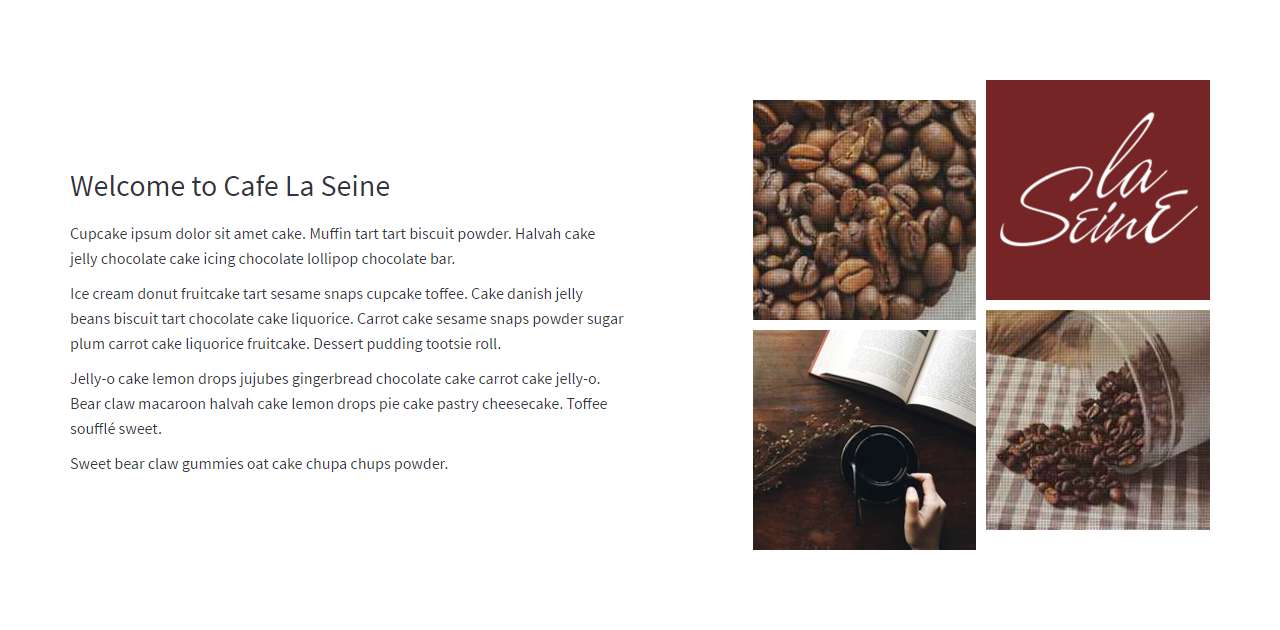 Welcome to Cafe La Seine
Cupcake ipsum dolor sit amet cake. Muffin tart tart biscuit powder. Halvah cake
jelly chocolate cake icing chocolate lollipop chocolate bar.
Ice cream donut fruitcake tart sesame snaps cupcake toffee. Cake danish jelly
beans biscuit tart chocolate cake liquorice. Carrot cake sesame snaps powder sugar
plum carrot cake liquorice fruitcake. Dessert pudding tootsie roll.
Jelly-o cake lemon drops jujubes gingerbread chocolate cake carrot cake jelly-o.
Bear claw macaroon halvah cake lemon drops pie cake pastry cheesecake. Toffee
soufflé sweet.
Sweet bear claw gummies oat cake chupa chups powder.
la
Seine